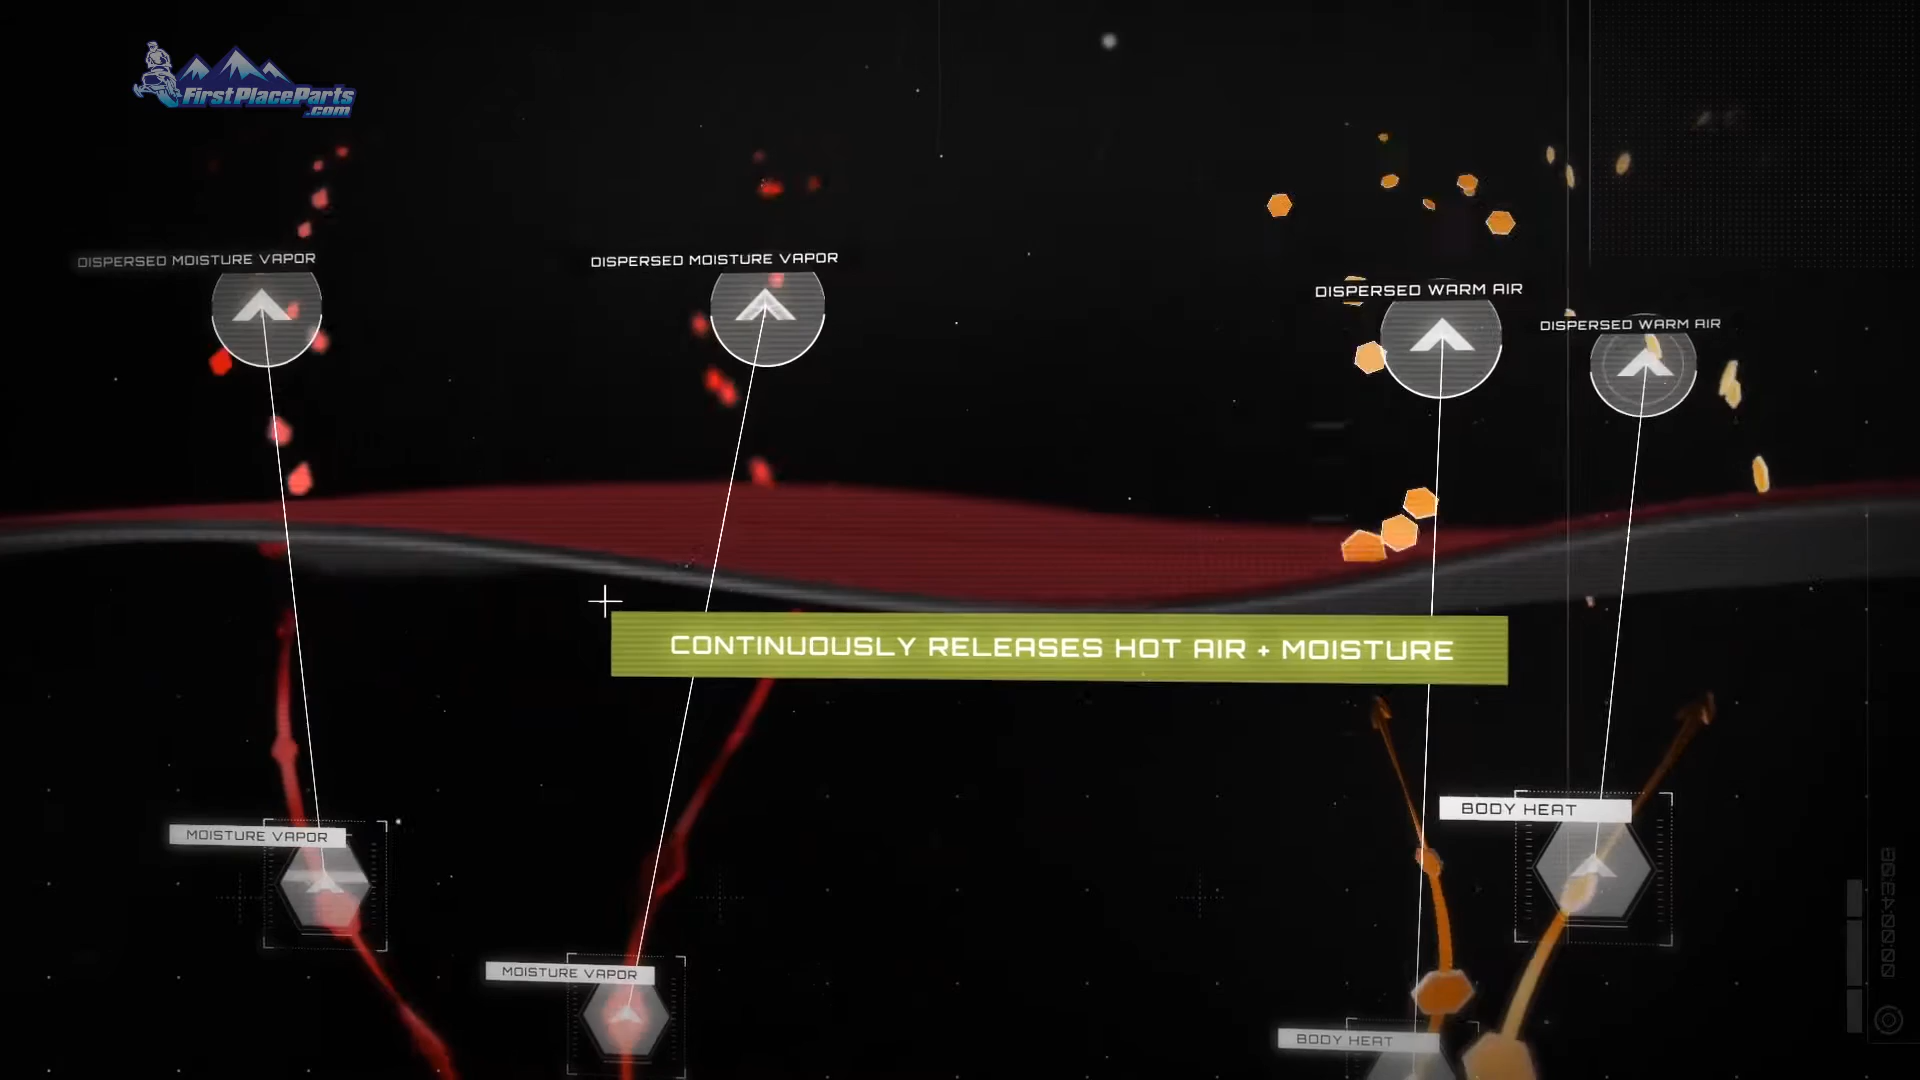 FirstPlaceParts
.com
DISPERSED MOISTURE VAPOR
DISPERSED MOISTURE VAPOR
DISPERSED WARM AIR
DISPERSED WARM AIR
CONTINUOUSLY RELEASES HOT AIR + MOISTURE
BODY HEAT
MOISTURE VAPOR
MOISTURE VAPOR
BODY HEAT